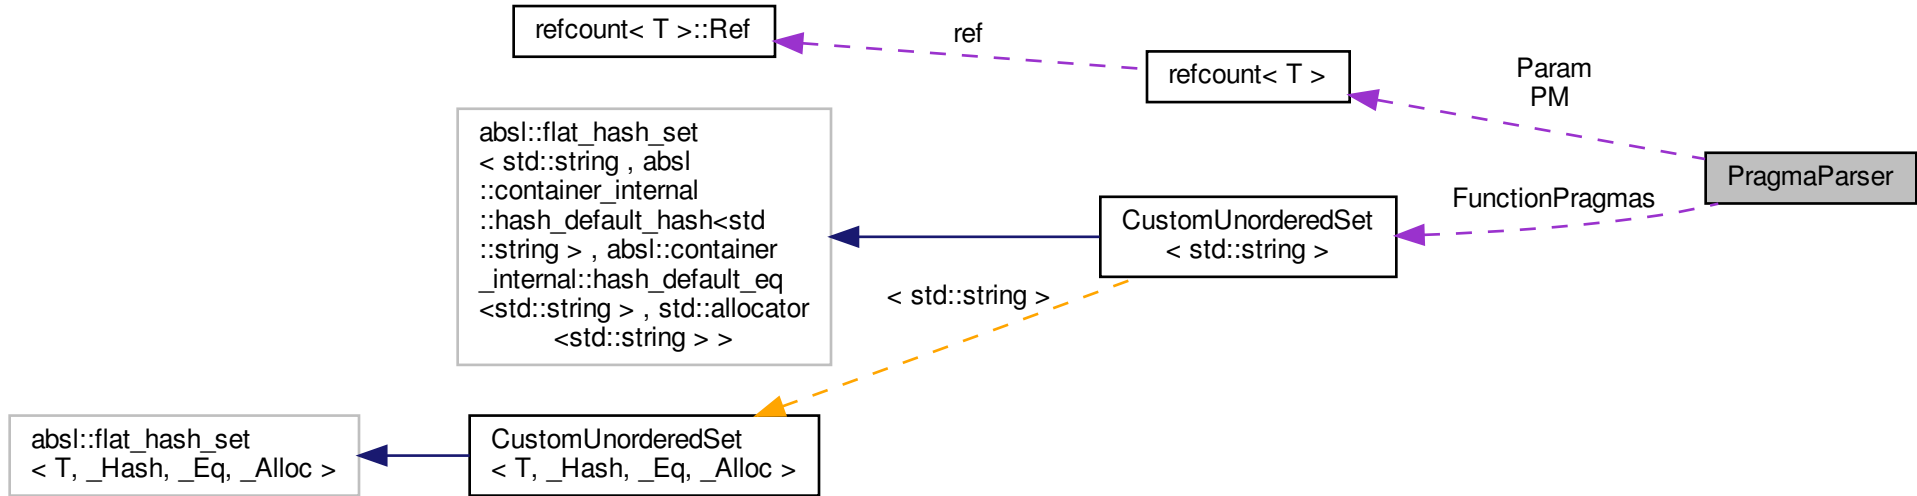 refcount< T >::Ref
ref
refcount< T >
Param
PM
PragmaParser
FunctionPragmas
absl::flat_hash_set
< std::string , absl
::container_internal
::hash_default_hash<std
::string > , absl::container
_internal::hash_default_eq
<std::string > , std::allocator
<std::string > >
CustomUnorderedSet
< std::string >
< std::string >
absl::flat_hash_set
< T, _Hash, _Eq, _Alloc >
CustomUnorderedSet
< T, _Hash, _Eq, _Alloc >